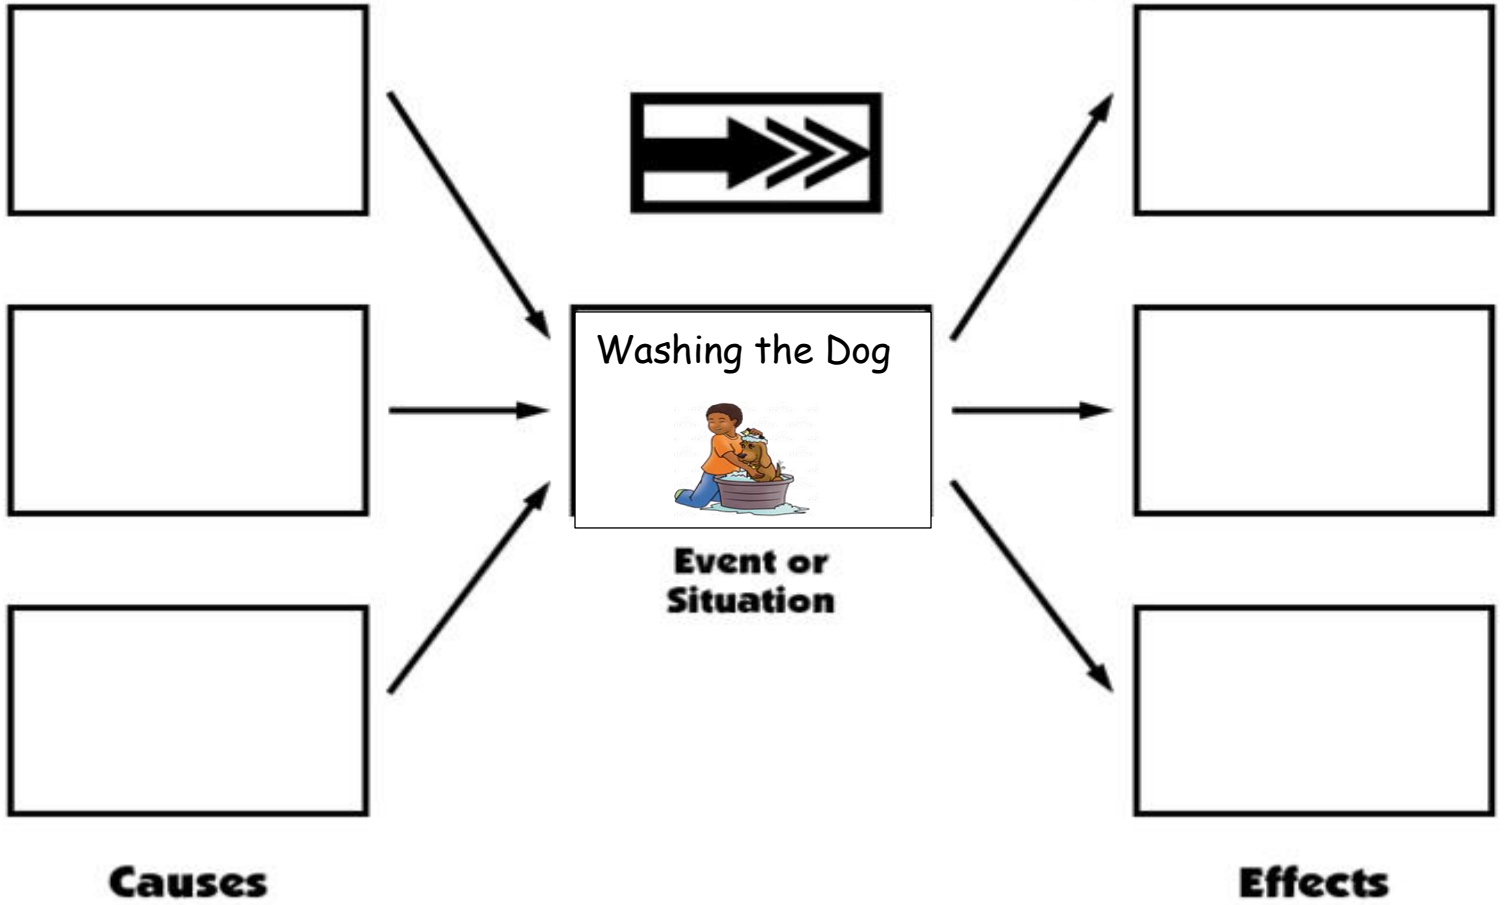 Washing the Dog
Event or
Situation
Causes
Effects